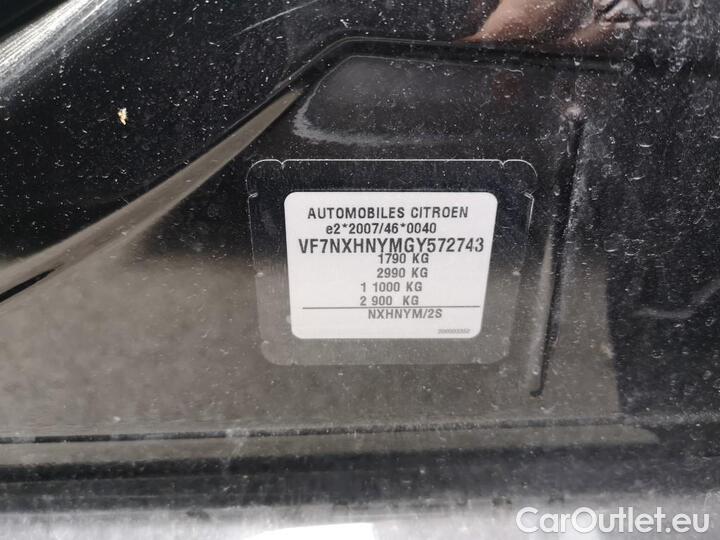 AUTOMOBILES CITROEN
e2*2007/46*0040
VF7NXHNYMGY572743
1790 KG
2990 KG
1 1000 KG
2 900 KG
NXHNYM/2S
CarOutlet.eu